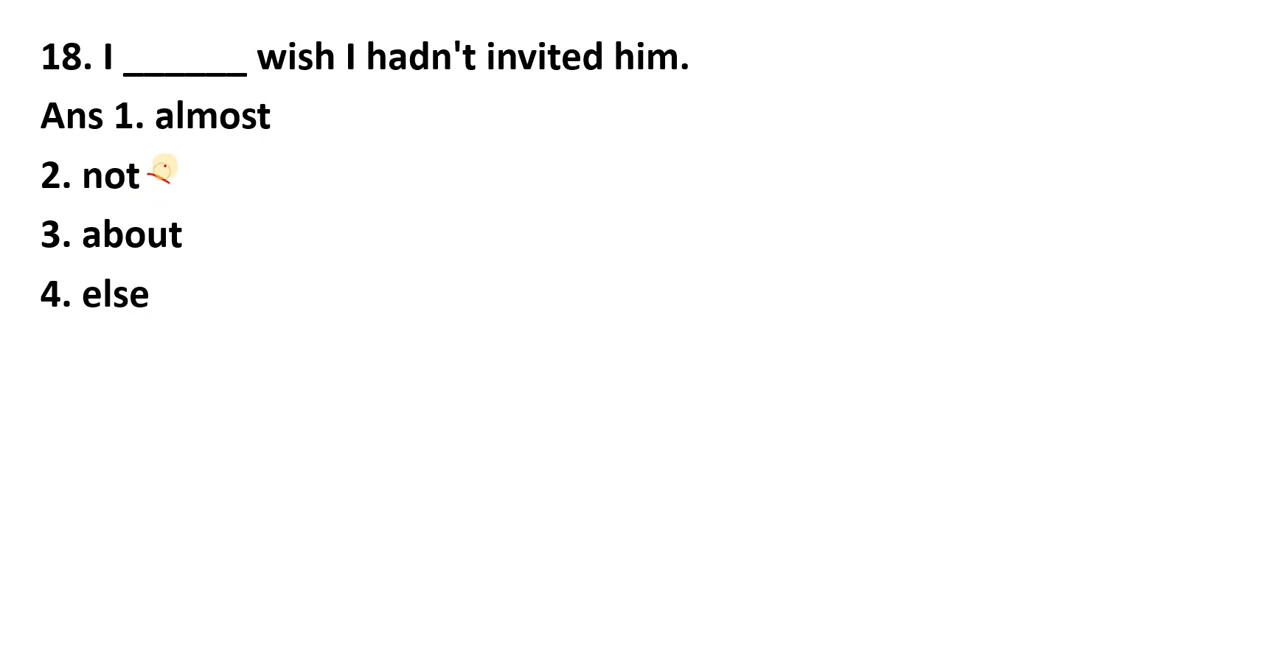 18. I ______ wish I hadn't invited him.
Ans 1. almost
2. not
3. about
4. else